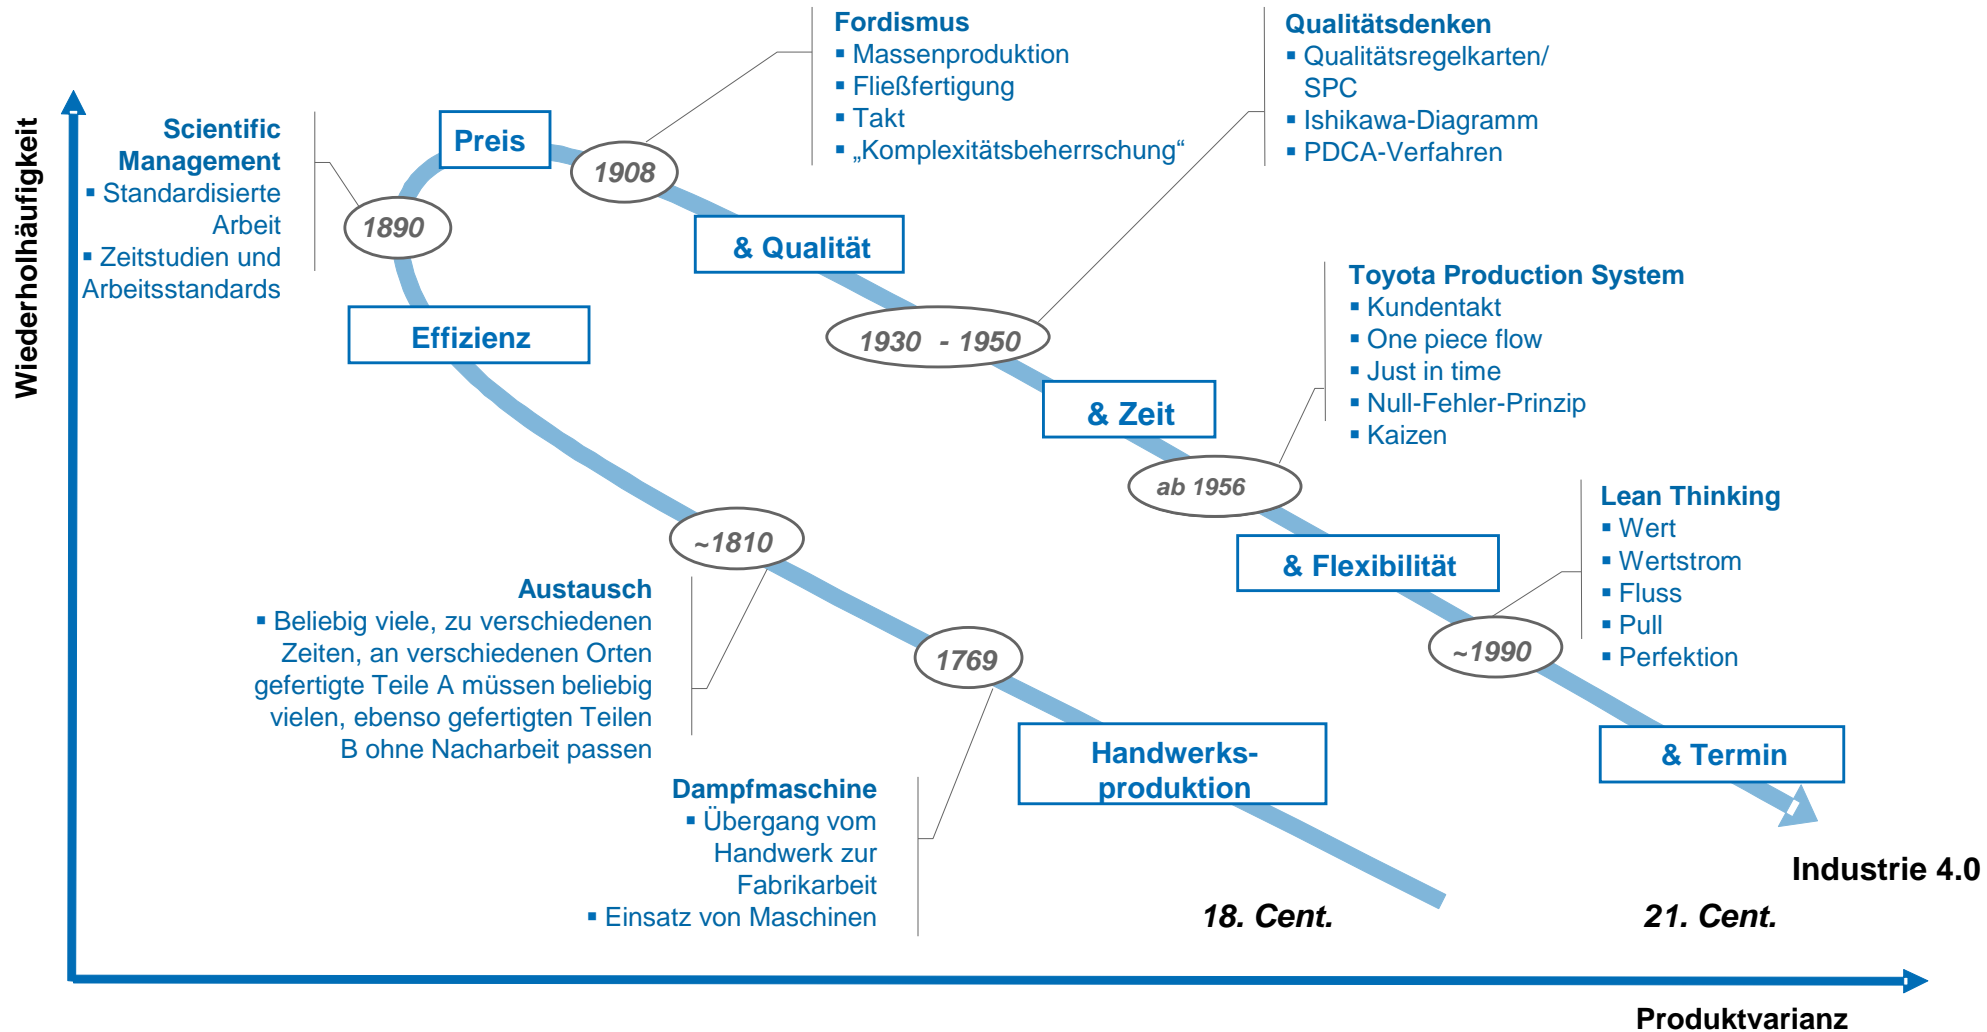 Wiederholhäufigkeit
Scientific
Management
▪ Standardisierte
Arbeit
▪ Zeitstudien und
Arbeitsstandards
Preis
1890
1908
Fordismus
▪ Massenproduktion
▪ Fließfertigung
▪ Takt
▪ „Komplexitätsbeherrschung“
Qualitätsdenken
▪ Qualitätsregelkarten/
SPC
▪ Ishikawa-Diagramm
▪ PDCA-Verfahren
& Qualität
Effizienz
1930 - 1950
Toyota Production System
▪ Kundentakt
▪ One piece flow
▪ Just in time
▪ Null-Fehler-Prinzip
▪ Kaizen
& Zeit
ab 1956
Lean Thinking
▪ Wert
▪ Wertstrom
▪ Fluss
▪ Pull
▪ Perfektion
~1810
& Flexibilität
Austausch
▪ Beliebig viele, zu verschiedenen
Zeiten, an verschiedenen Orten
gefertigte Teile A müssen beliebig
vielen, ebenso gefertigten Teilen
B ohne Nacharbeit passen
1769
~1990
Handwerks-
produktion
& Termin
Dampfmaschine
▪ Übergang vom
Handwerk zur
Fabrikarbeit
▪ Einsatz von Maschinen
Industrie 4.0
18. Cent.
21. Cent.
Produktvarianz